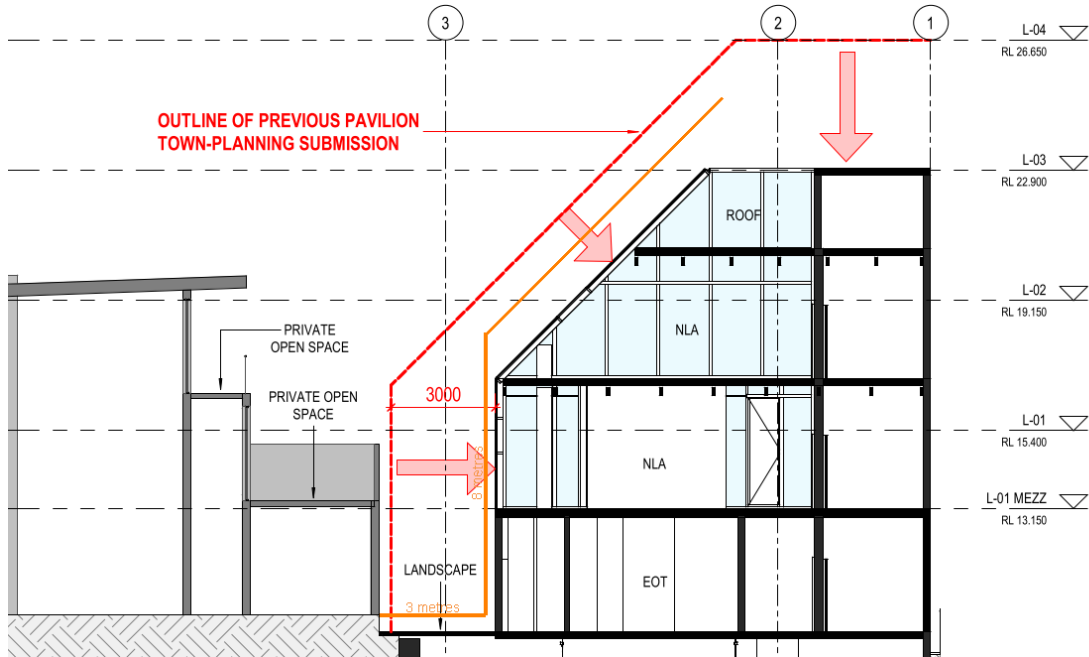 3
2
1
L-04
RL 26.650
OUTLINE OF PREVIOUS PAVILION
TOWN-PLANNING SUBMISSION
L-03
RL 22.900
ROOF
L-02
RL 19.150
PRIVATE
OPEN SPACE
NLA
PRIVATE OPEN
SPACE
3000
L-01
RL 15.400
NLA
8 metres
L-01 MEZZ
RL 13.150
LANDSCAPE
EOT
3 metres